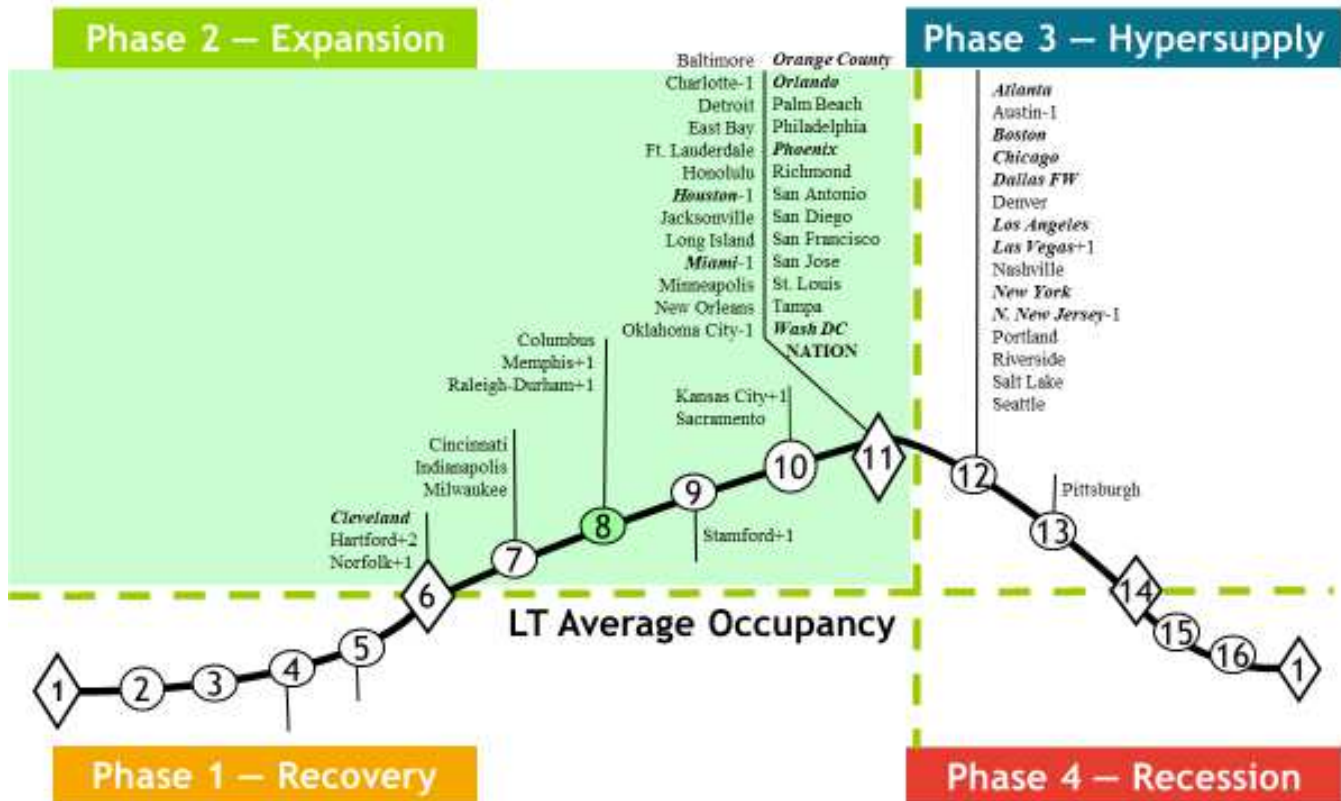 Phase 2 — Expansion
Phase 3 — Hypersupply
Baltimore
Charlotte-1
Detroit
East Bay
Ft. Lauderdale
Honolulu
Houston-1
Jacksonville
Long Island
Miami-1
Minneapolis
New Orleans
Oklahoma City-1
Orange County
Orlando
Palm Beach
Philadelphia
Phoenix
Richmond
San Antonio
San Diego
San Francisco
San Jose
St. Louis
Tampa
Wash DC
NATION
Atlanta
Austin-1
Boston
Chicago
Dallas FW
Denver
Los Angeles
Las Vegas+1
Nashville
New York
N. New Jersey-1
Portland
Riverside
Salt Lake
Seattle
Columbus
Memphis+1
Raleigh-Durham+1
Kansas City+1
Sacramento
Cincinnati
Indianapolis
Milwaukee
Cleveland
Hartford+2
Norfolk+1
Stamford+1
Pittsburgh
1
2
3
4
5
6
7
8
9
10
11
12
13
14
15
16
1
LT Average Occupancy
Phase 1 — Recovery
Phase 4 — Recession